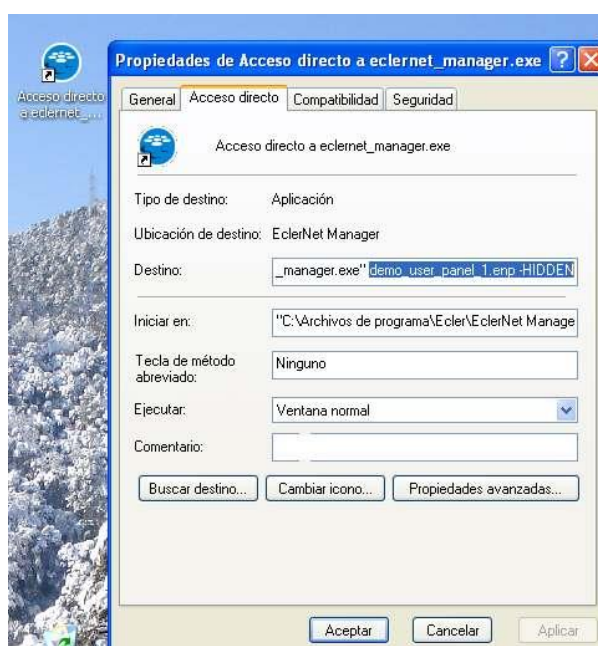 Acceso directo
a eclernet_...
Propiedades de Acceso directo a eclernet_manager.exe
General Acceso directo Compatibilidad Seguridad
Acceso directo a eclernet_manager.exe
Tipo de destino: Aplicación
Ubicación de destino: EclerNet Manager
Destino: _manager.exe" demo_user_panel_1.enp -HIDDEN
Iniciar en: "C:\Archivos de programa\Ecler\EclerNet Manage
Tecla de método abreviado: Ninguno
Ejecutar: Ventana normal
Comentario:
Buscar destino... Cambiar icono... Propiedades avanzadas...
Aceptar Cancelar Aplicar